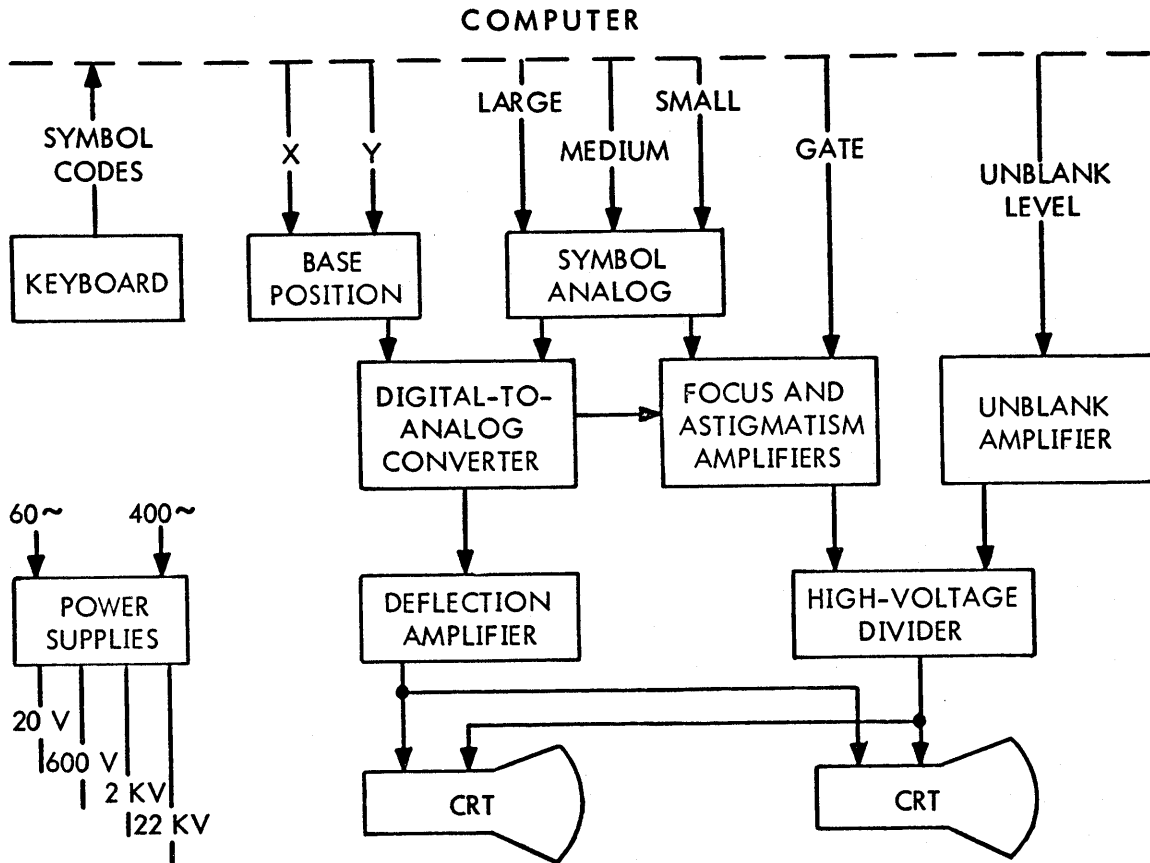 COMPUTER
SYMBOL
CODES
X
Y
LARGE
MEDIUM
SMALL
GATE
UNBLANK
LEVEL
KEYBOARD
BASE
POSITION
SYMBOL
ANALOG
DIGITAL-TO-
ANALOG
CONVERTER
FOCUS AND
ASTIGMATISM
AMPLIFIERS
UNBLANK
AMPLIFIER
60~
400~
POWER
SUPPLIES
DEFLECTION
AMPLIFIER
HIGH-VOLTAGE
DIVIDER
20 V
600 V
2 KV
22 KV
CRT
CRT